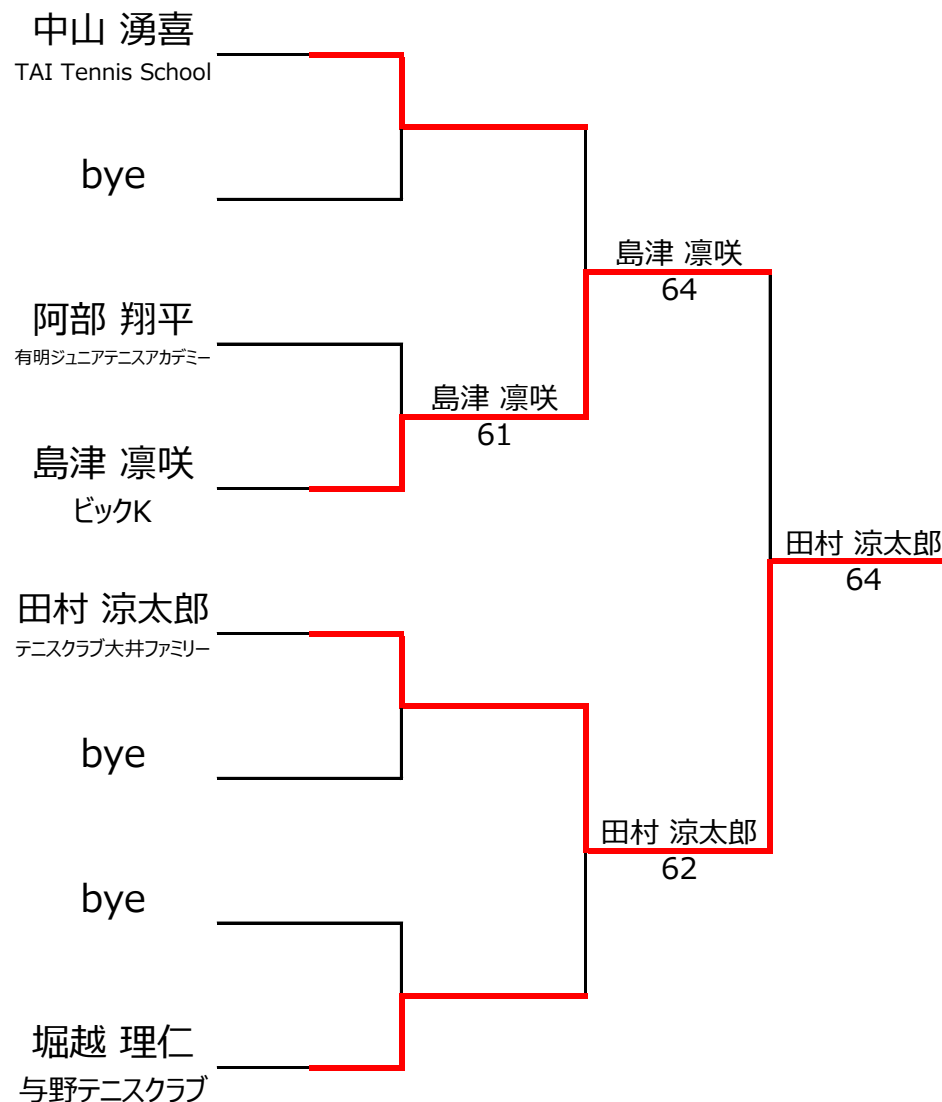 中山 湧喜
TAI Tennis School
bye
阿部 翔平
有明ジュニアテニスアカデミー
島津 凛咲
ビックK
田村 涼太郎
テニスクラブ大井ファミリー
bye
bye
堀越 理仁
与野テニスクラブ
島津 凛咲
61
島津 凛咲
64
田村 涼太郎
62
田村 涼太郎
64